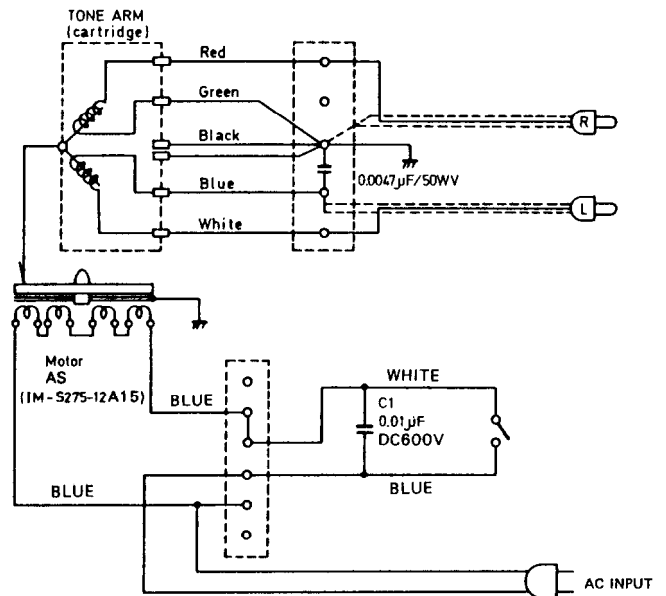 TONE ARM
(cartridge)
Red
Green
Black
Blue
White
R
0.0047µF/50WV
L
Motor
AS
(IM-S275-12A15)
BLUE
WHITE
C1
0.01µF
DC600V
BLUE
BLUE
AC INPUT